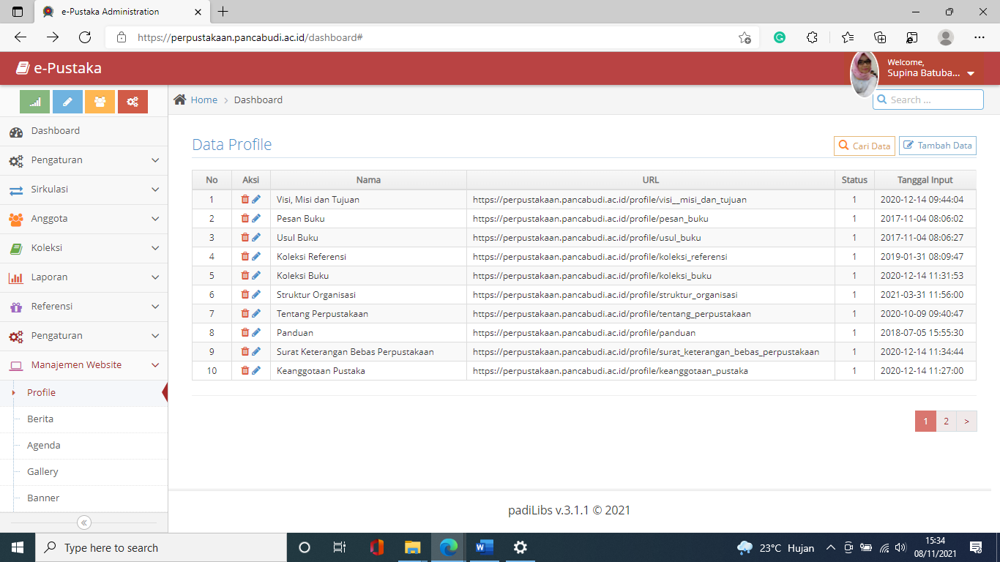 e-Pustaka Administration
https://perpustakaan.pancabudi.ac.id/dashboard#
e-Pustaka
Welcome,
Supina Batuba...
Home > Dashboard
Search ...
Dashboard
Pengaturan
Sirkulasi
Anggota
Koleksi
Laporan
Referensi
Pengaturan
Manajemen Website
Profile
Berita
Agenda
Gallery
Banner
Data Profile
Cari Data
Tambah Data
No Aksi Nama URL Status Tanggal Input
1 Visi, Misi dan Tujuan https://perpustakaan.pancabudi.ac.id/profile/visi__misi_dan_tujuan 1 2020-12-14 09:44:04
2 Pesan Buku https://perpustakaan.pancabudi.ac.id/profile/pesan_buku 1 2017-11-04 08:06:02
3 Usul Buku https://perpustakaan.pancabudi.ac.id/profile/usul_buku 1 2017-11-04 08:06:27
4 Koleksi Referensi https://perpustakaan.pancabudi.ac.id/profile/koleksi_referensi 1 2019-01-31 08:09:47
5 Koleksi Buku https://perpustakaan.pancabudi.ac.id/profile/koleksi_buku 1 2020-12-14 11:31:53
6 Struktur Organisasi https://perpustakaan.pancabudi.ac.id/profile/struktur_organisasi 1 2021-03-31 11:56:00
7 Tentang Perpustakaan https://perpustakaan.pancabudi.ac.id/profile/tentang_perpustakaan 1 2020-10-09 09:40:47
8 Panduan https://perpustakaan.pancabudi.ac.id/profile/panduan 1 2018-07-05 15:55:30
9 Surat Keterangan Bebas Perpustakaan https://perpustakaan.pancabudi.ac.id/profile/surat_keterangan_bebas_perpustakaan 1 2020-12-14 11:34:44
10 Keanggotaan Pustaka https://perpustakaan.pancabudi.ac.id/profile/keanggotaan_pustaka 1 2020-12-14 11:27:00
1 2 >
padiLibs v.3.1.1 © 2021
Type here to search
23°C Hujan
15:34
08/11/2021